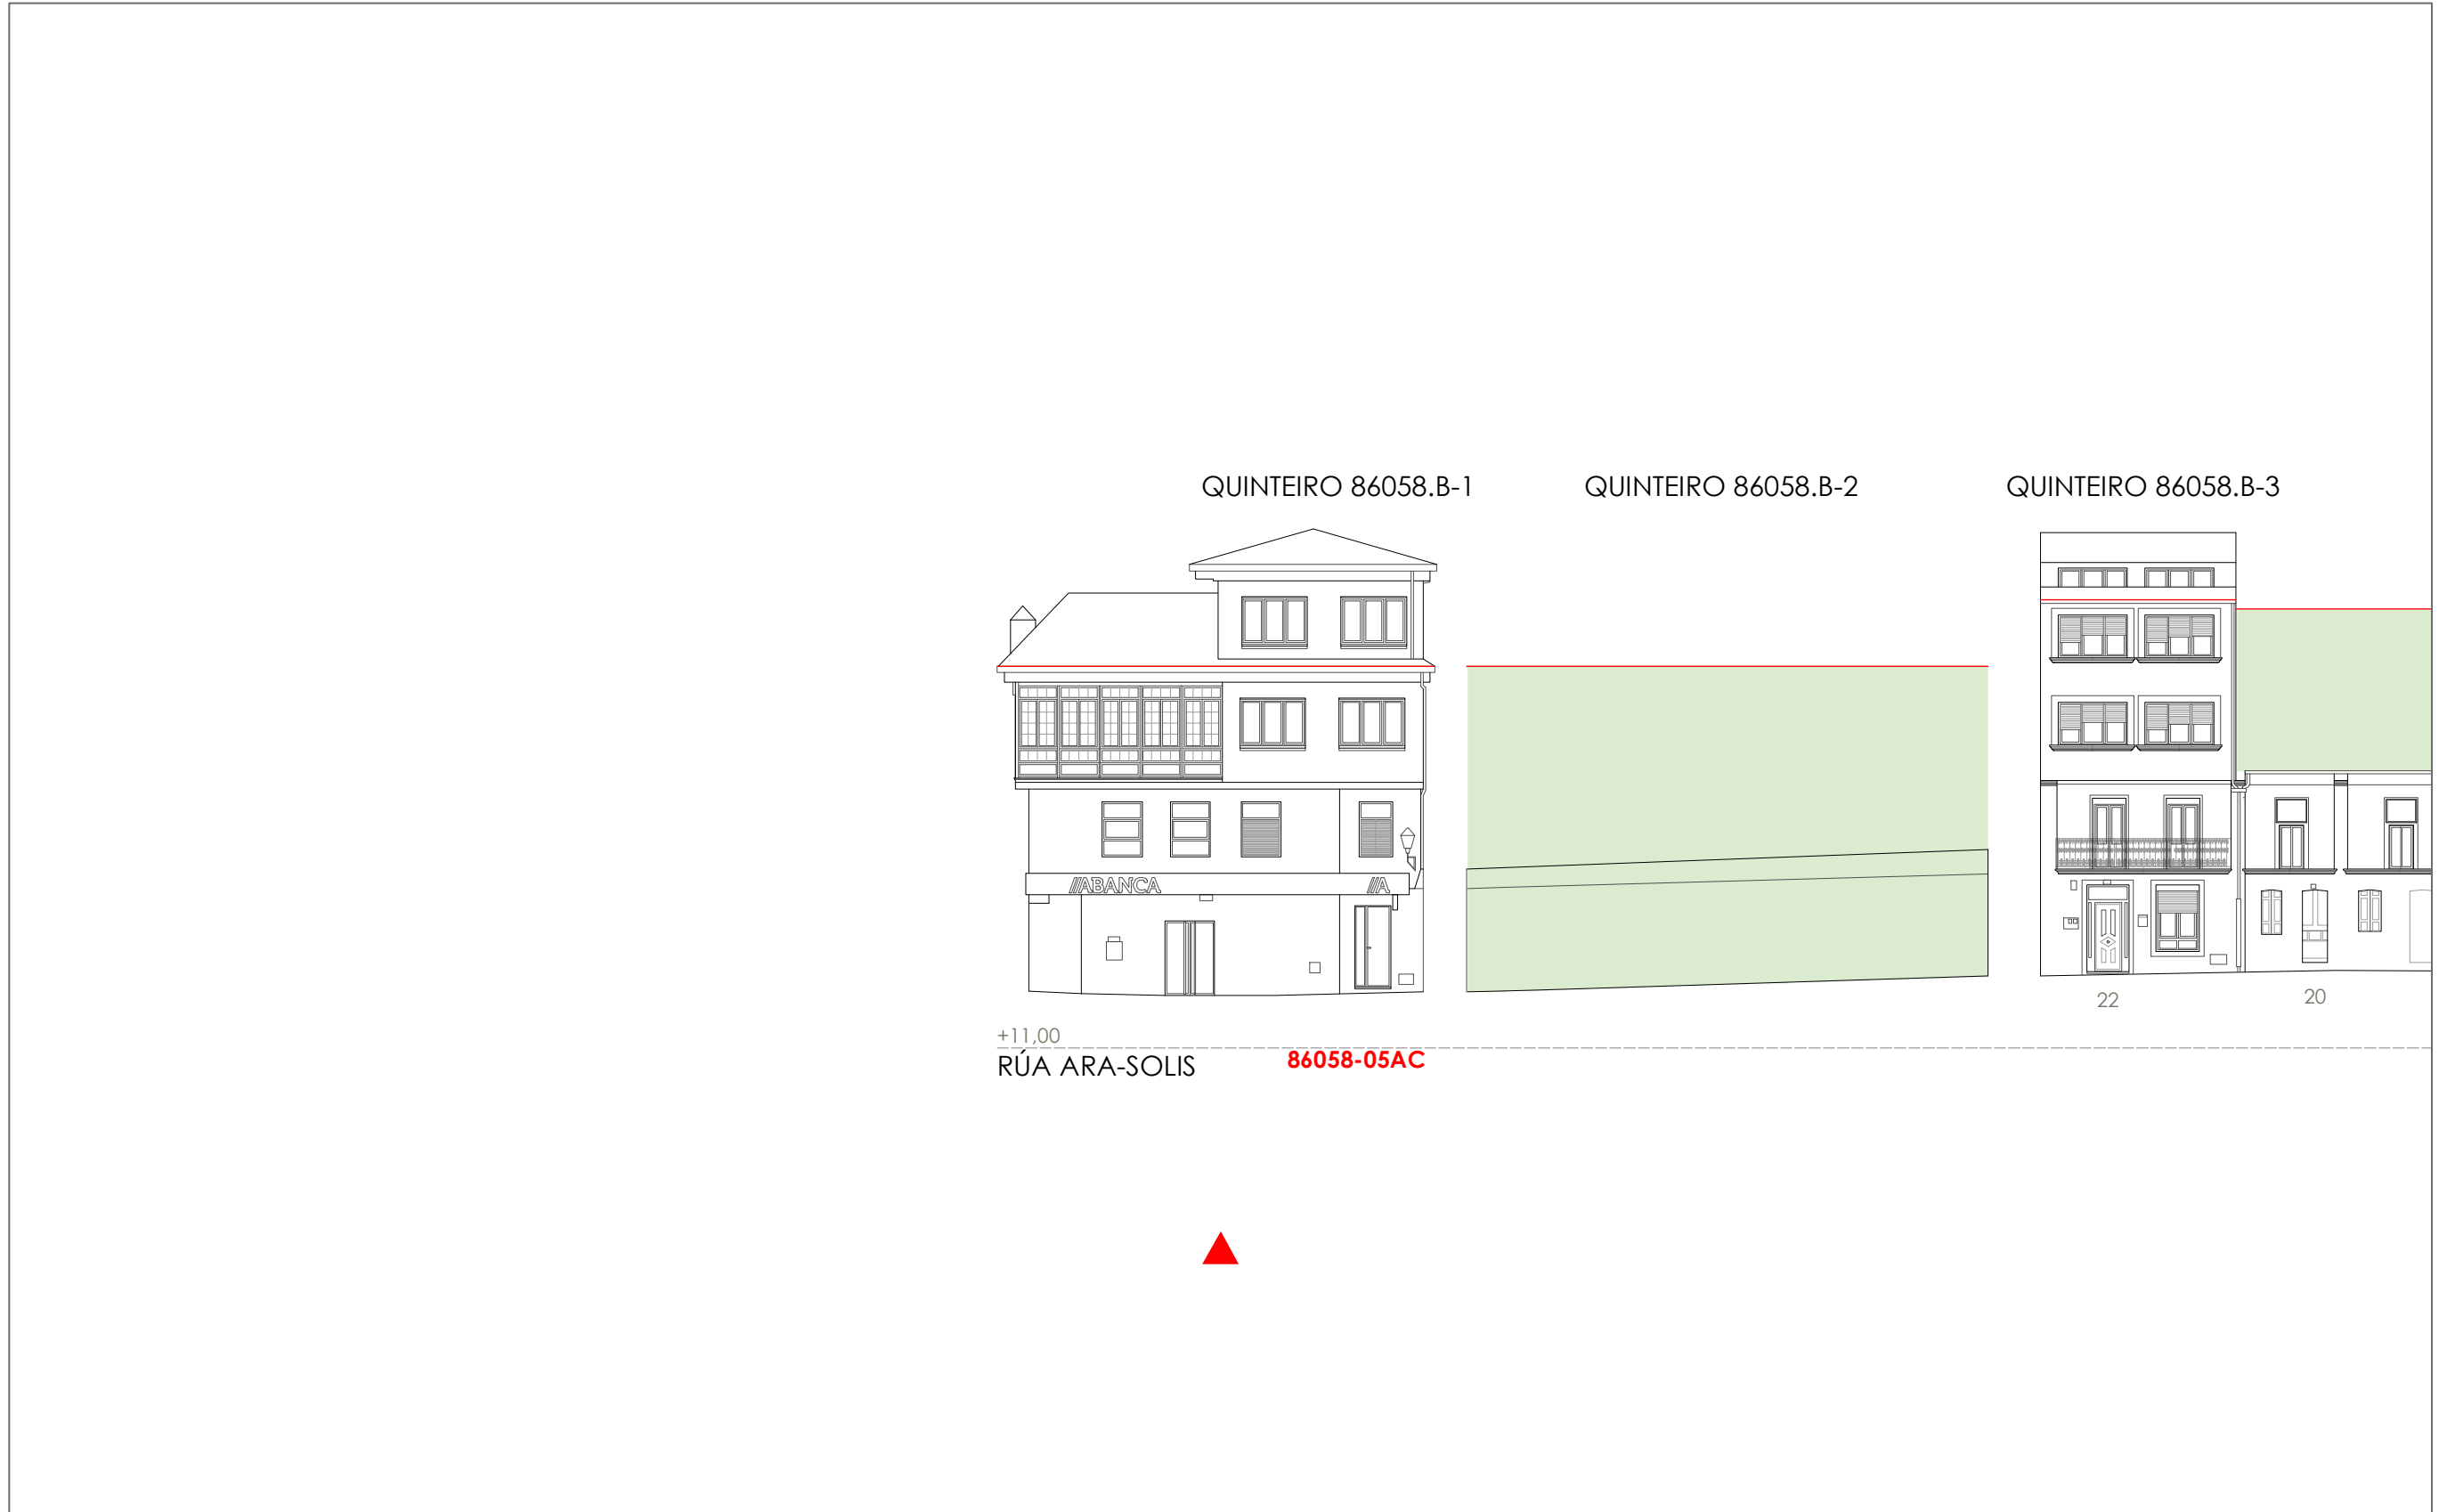 QUINTEIRO 86058.B-1
QUINTEIRO 86058.B-2
QUINTEIRO 86058.B-3
//ABANCA
//A
22
20
+11,00
RÚA ARA-SOLIS
86058-05AC